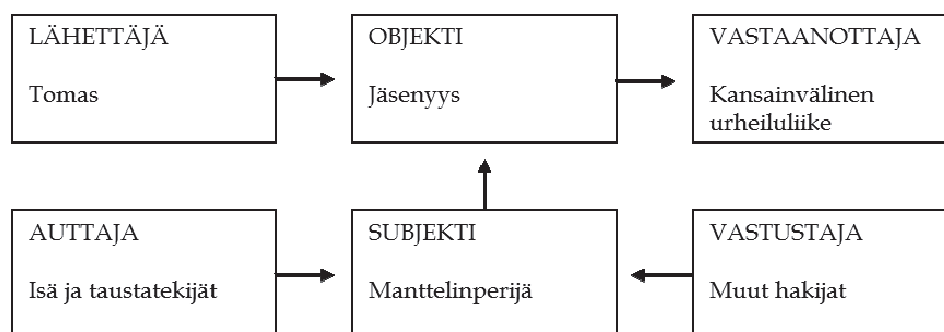 LÄHETTÄJÄ
Tomas
OBJEKTI
Jäsenyys
VASTAANOTTAJA
Kansainvälinen
urheiluliike
AUTTAJA
Isä ja taustatekijät
SUBJEKTI
Manttelinperijä
VASTUSTAJA
Muut hakijat